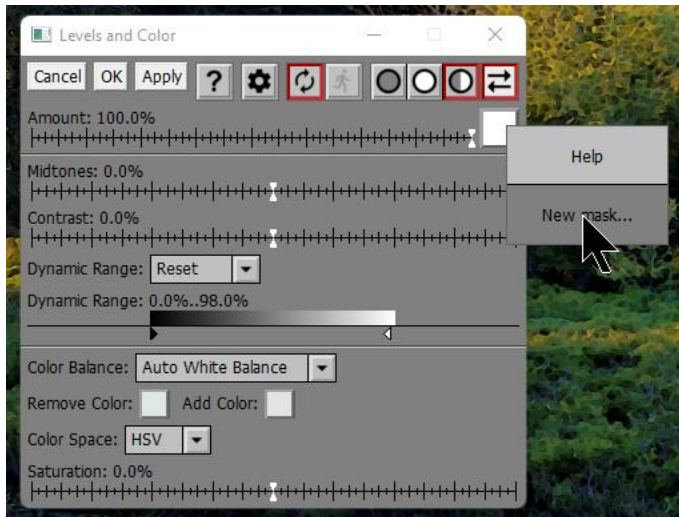 Levels and Color
Cancel OK Apply ?
Amount: 100.0%
Help
Midtones: 0.0%
New mask...
Contrast: 0.0%
Dynamic Range: Reset
Dynamic Range: 0.0%..98.0%
Color Balance: Auto White Balance
Remove Color: Add Color:
Color Space: HSV
Saturation: 0.0%